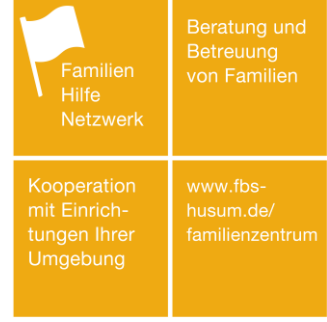 Familien
Hilfe
Netzwerk
Beratung und
Betreuung
von Familien
Kooperation
mit Einrich-
tungen Ihrer
Umgebung
www.fbs-
husum.de/
familienzentrum